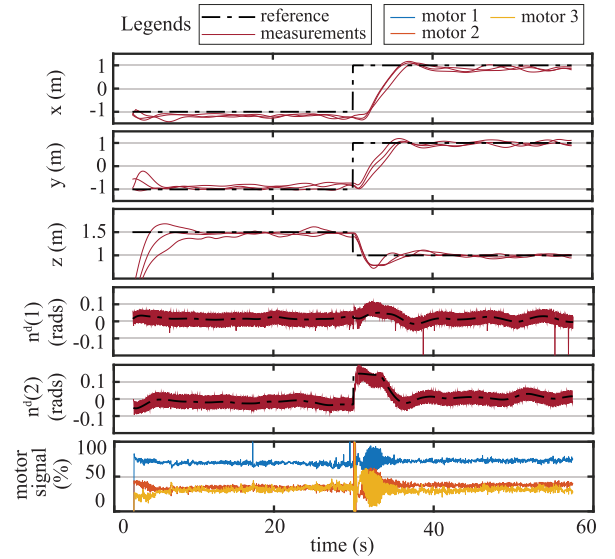 Legends
reference
measurements
motor 1
motor 3
motor 2
x (m)
1
0
-1
y (m)
1
0
-1
z (m)
1.5
1
nᵈ(1)
(rads)
0.1
0
-0.1
nᵈ(2)
(rads)
0.1
0
-0.1
motor
signal
(%)
100
50
0
0
20
40
60
time (s)